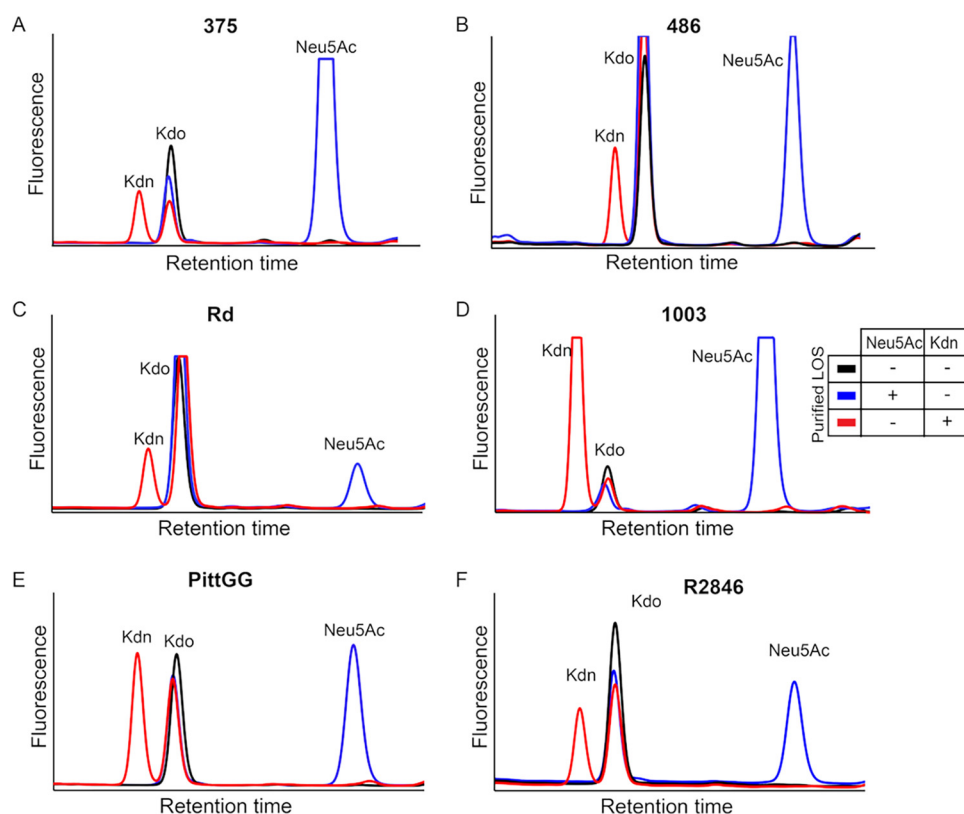 A
375
Fluorescence
Kdn
Kdo
Neu5Ac
Retention time
B
486
Fluorescence
Kdn
Kdo
Neu5Ac
Retention time
C
Rd
Fluorescence
Kdn
Kdo
Neu5Ac
Retention time
D
1003
Fluorescence
Kdn
Kdo
Neu5Ac
Retention time
Purified LOS
Neu5Ac Kdn
- -
+ -
- +
E
PittGG
Fluorescence
Kdn
Kdo
Neu5Ac
Retention time
F
R2846
Fluorescence
Kdn
Kdo
Neu5Ac
Retention time